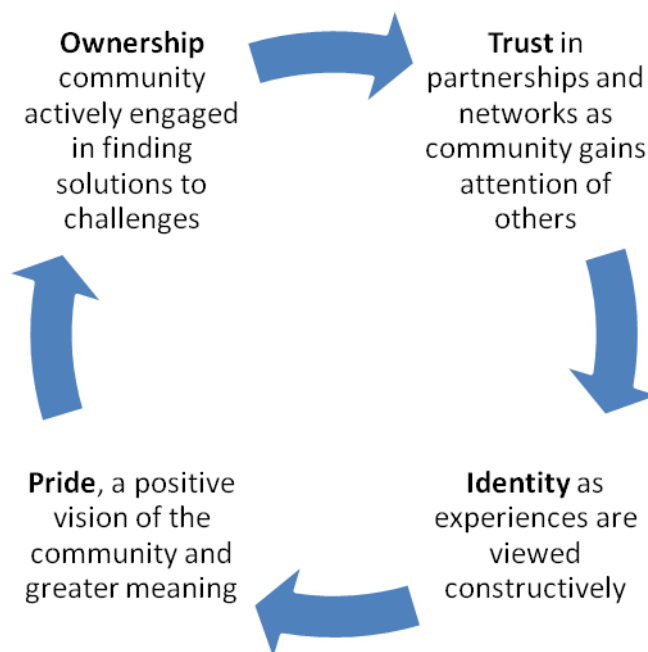 Ownership
community
actively engaged
in finding
solutions to
challenges
Trust in
partnerships and
networks as
community gains
attention of
others
Identity as
experiences are
viewed
constructively
Pride, a positive
vision of the
community and
greater meaning